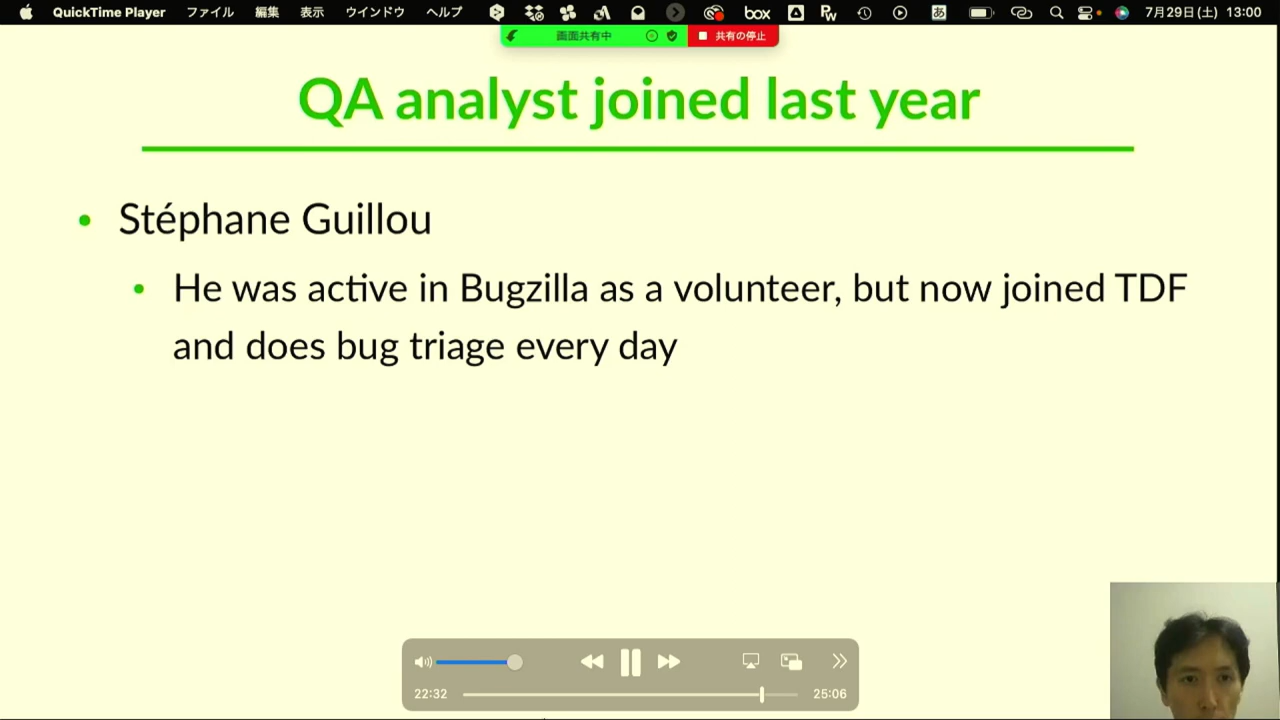 QuickTime Player ファイル 編集 表示 ウインドウ ヘルプ box あ 7月29日(土) 13:00
画面共有中 共有の停止
QA analyst joined last year
• Stéphane Guillou
• He was active in Bugzilla as a volunteer, but now joined TDF
and does bug triage every day
22:32 25:06